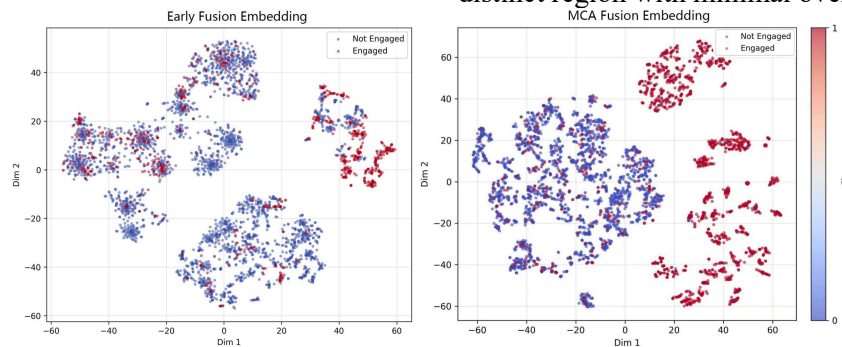 distinct region with minimal over
Early Fusion Embedding
Not Engaged
Engaged
40
20
0
−20
−40
−60
Dim 2
−60
−40
−20
0
20
40
60
Dim 1
MCA Fusion Embedding
Not Engaged
Engaged
60
40
20
0
−20
−40
−60
Dim 2
−60
−40
−20
0
20
40
60
Dim 1
1
0